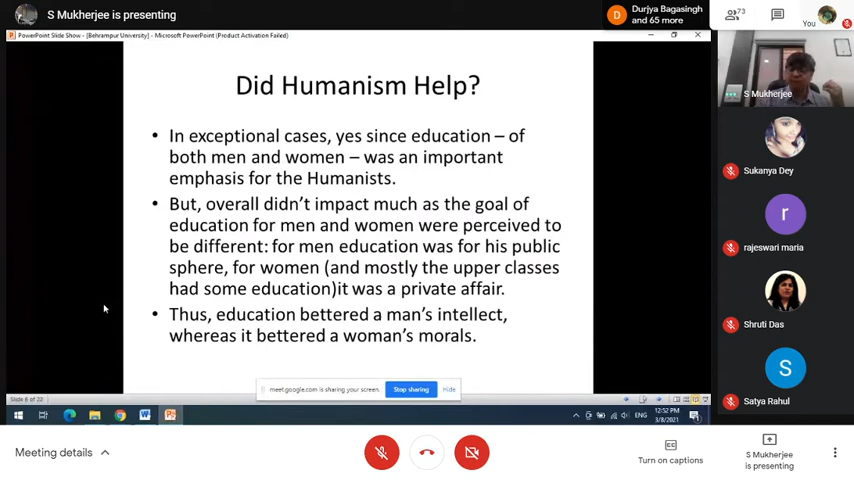 S Mukherjee is presenting
D
Durjya Bagasingh
and 65 more
73
You
PowerPoint Slide Show - [Behrampur University] - Microsoft PowerPoint (Product Activation Failed)
Did Humanism Help?
• In exceptional cases, yes since education – of
both men and women – was an important
emphasis for the Humanists.
• But, overall didn't impact much as the goal of
education for men and women were perceived to
be different: for men education was for his public
sphere, for women (and mostly the upper classes
had some education)it was a private affair.
• Thus, education bettered a man's intellect,
whereas it bettered a woman's morals.
meet.google.com is sharing your screen.
Stop sharing
Hide
Slide 8 of 22
ENG
12:52 PM
3/8/2021
S Mukherjee
Sukanya Dey
r
rajeswari maria
Shruti Das
S
Satya Rahul
Meeting details
CC
Turn on captions
S Mukherjee
is presenting